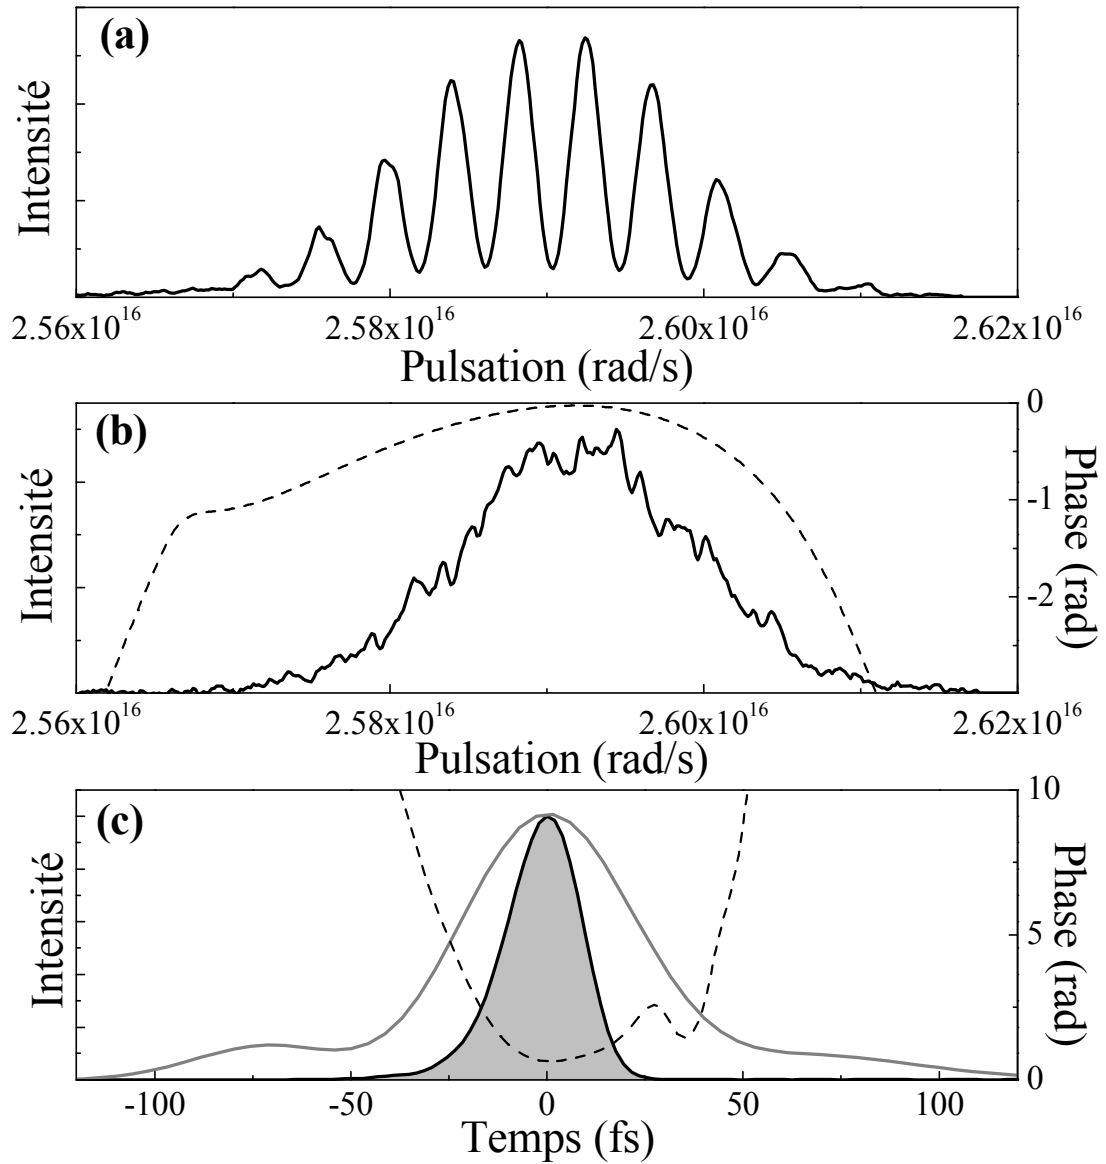 (a)
Intensité
2.56x10^16 2.58x10^16 2.60x10^16 2.62x10^16
Pulsation (rad/s)
(b)
Intensité
0
-1
-2
Phase (rad)
2.56x10^16 2.58x10^16 2.60x10^16 2.62x10^16
Pulsation (rad/s)
(c)
Intensité
10
5
0
Phase (rad)
-100 -50 0 50 100
Temps (fs)